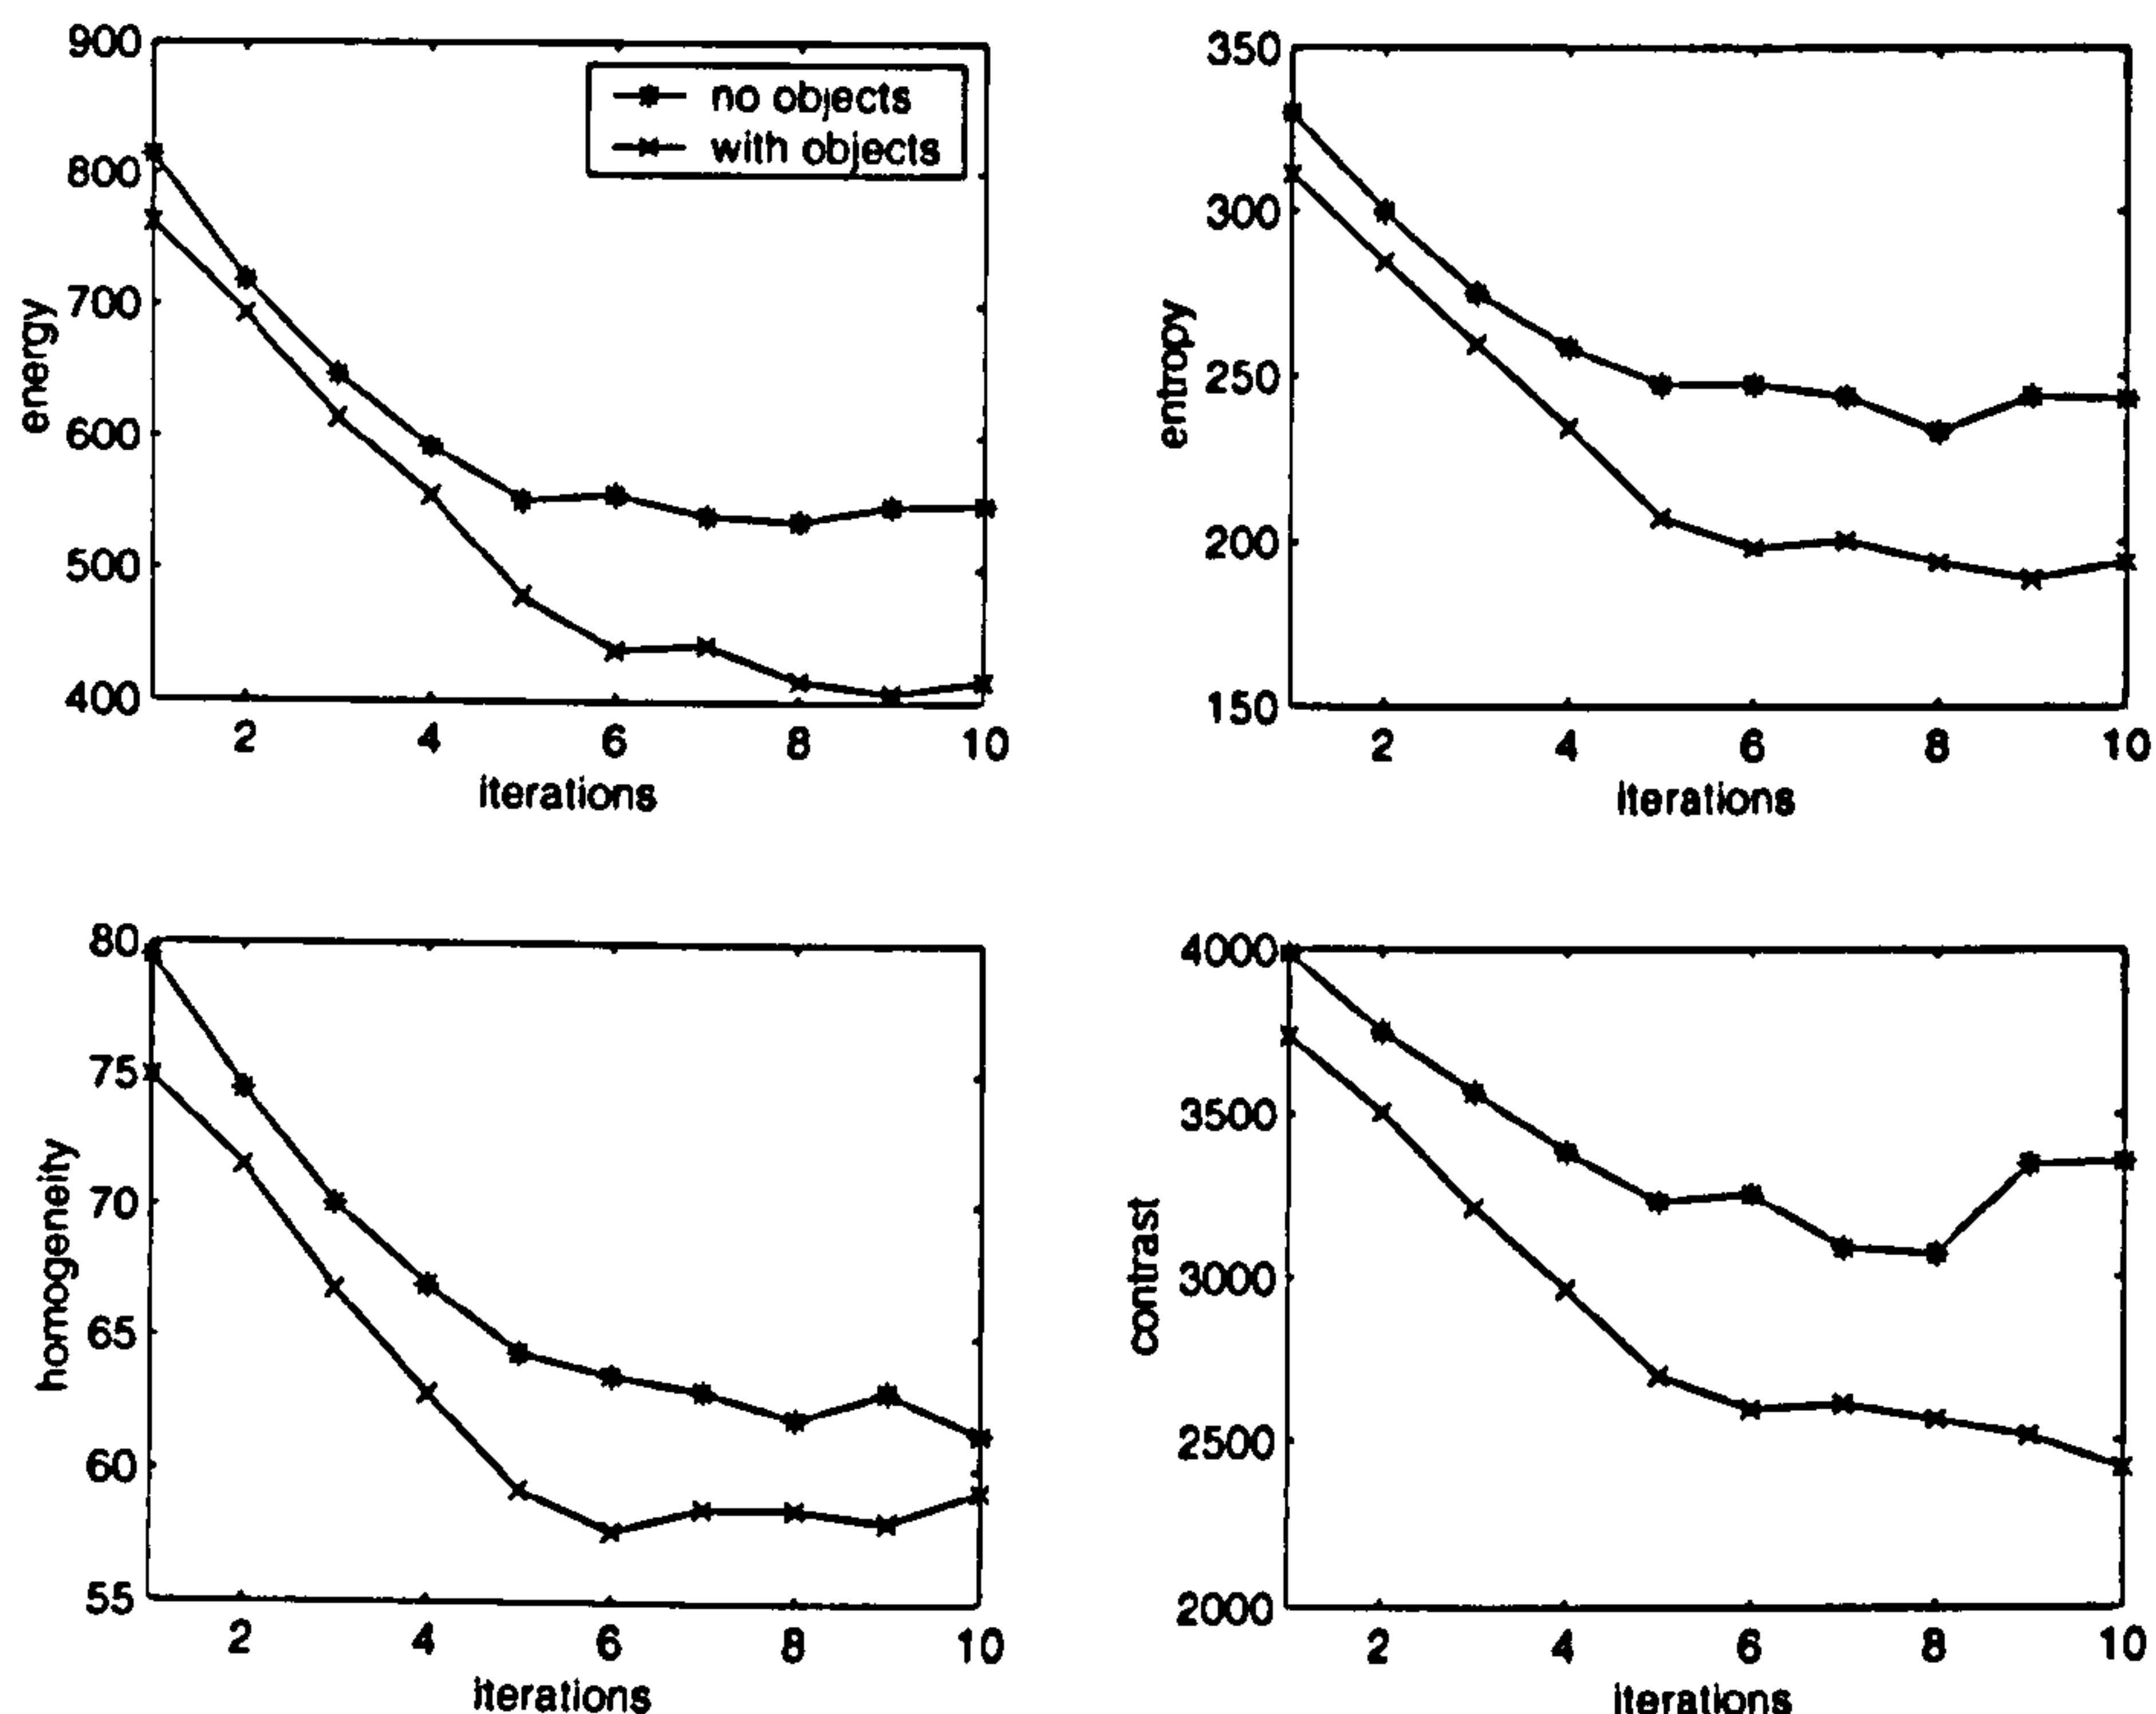 900
800
700
600
500
400
energy
no objects
with objects
2 4 6 8 10
iterations
350
300
250
200
150
entropy
2 4 6 8 10
iterations
80
75
70
65
60
55
homogeneity
2 4 6 8 10
iterations
4000
3500
3000
2500
2000
contrast
2 4 6 8 10
iterations